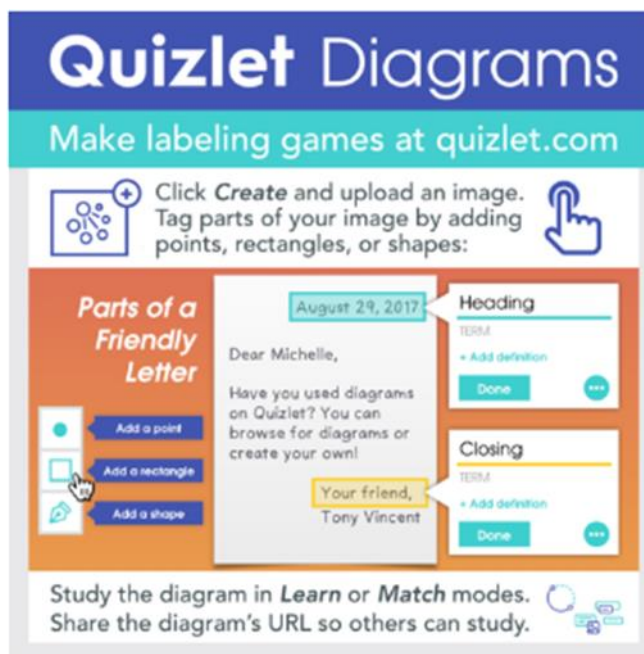 Quizlet Diagrams
Make labeling games at quizlet.com
Click Create and upload an image.
Tag parts of your image by adding
points, rectangles, or shapes:
Parts of a
Friendly
Letter
Add a point
Add a rectangle
Add a shape
August 29, 2017
Dear Michelle,
Have you used diagrams
on Quizlet? You can
browse for diagrams or
create your own!
Your friend,
Tony Vincent
Heading
TERM
+ Add definition
Done
Closing
TERM
+ Add definition
Done
Study the diagram in Learn or Match modes.
Share the diagram's URL so others can study.